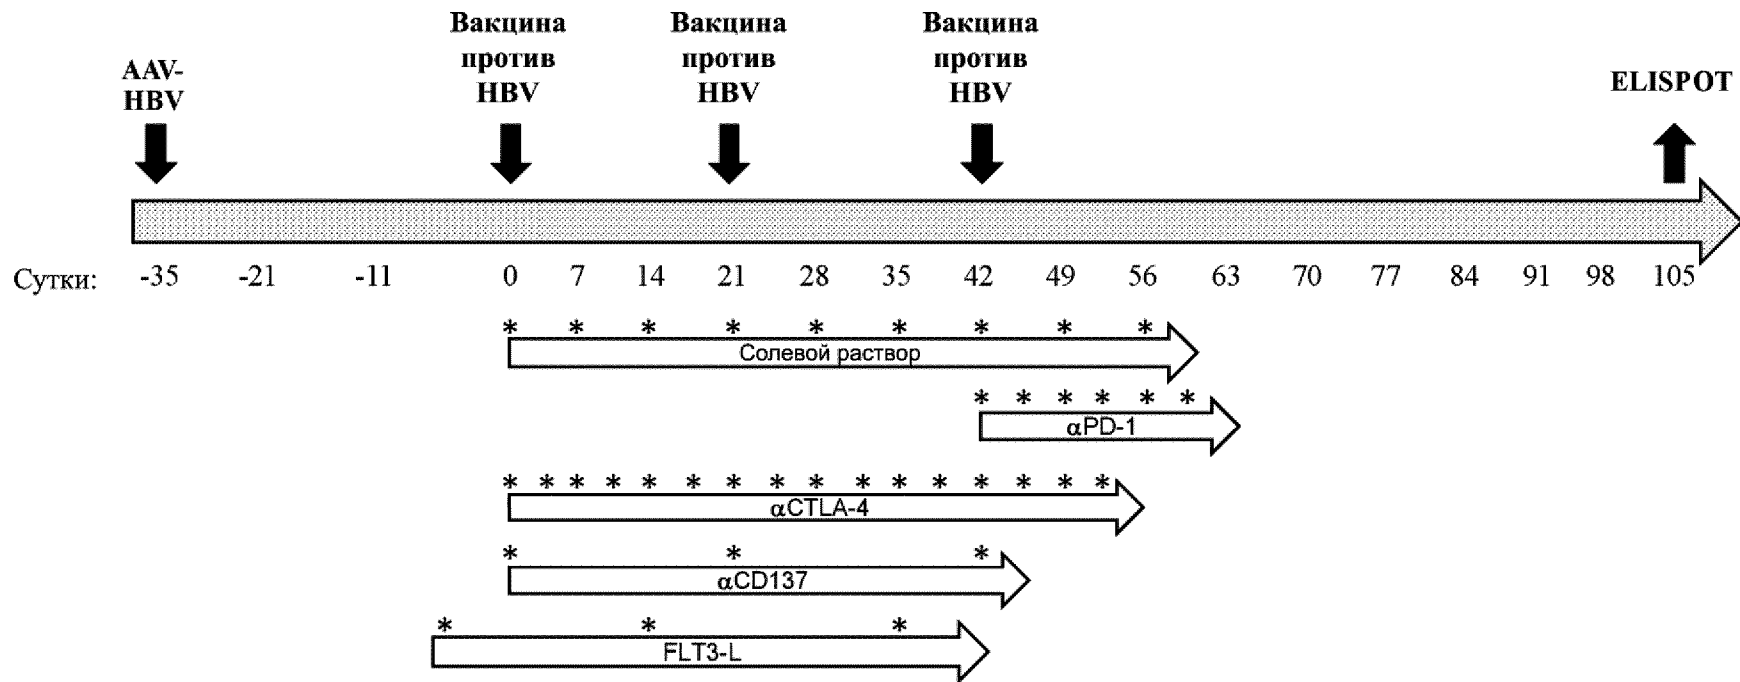 AAV-
HBV
Вакцина
против
HBV
Вакцина
против
HBV
Вакцина
против
HBV
ELISPOT
Сутки: -35 -21 -11 0 7 14 21 28 35 42 49 56 63 70 77 84 91 98 105
* * * * * * * * *
Солевой раствор
* * * * * *
αPD-1
* * * * * * * * * * * * * * * *
αCTLA-4
* * *
αCD137
* * *
FLT3-L